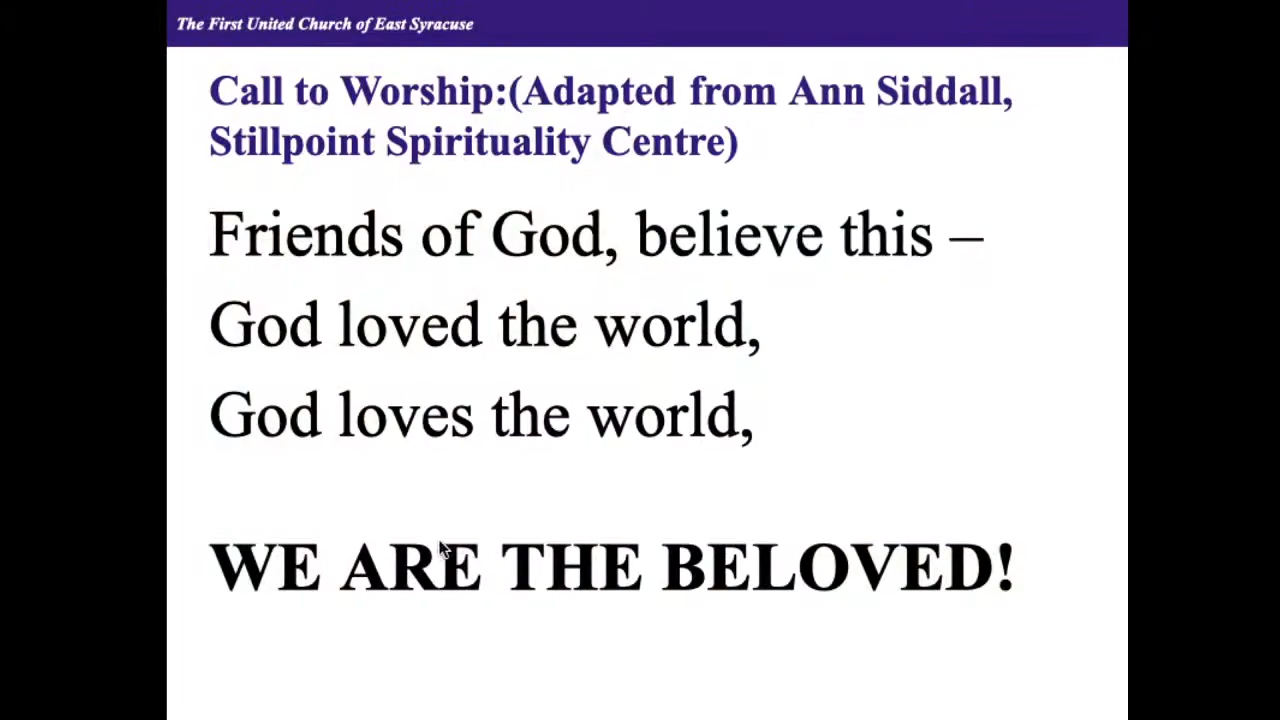 The First United Church of East Syracuse
Call to Worship:(Adapted from Ann Siddall,
Stillpoint Spirituality Centre)
Friends of God, believe this –
God loved the world,
God loves the world,
WE ARE THE BELOVED!